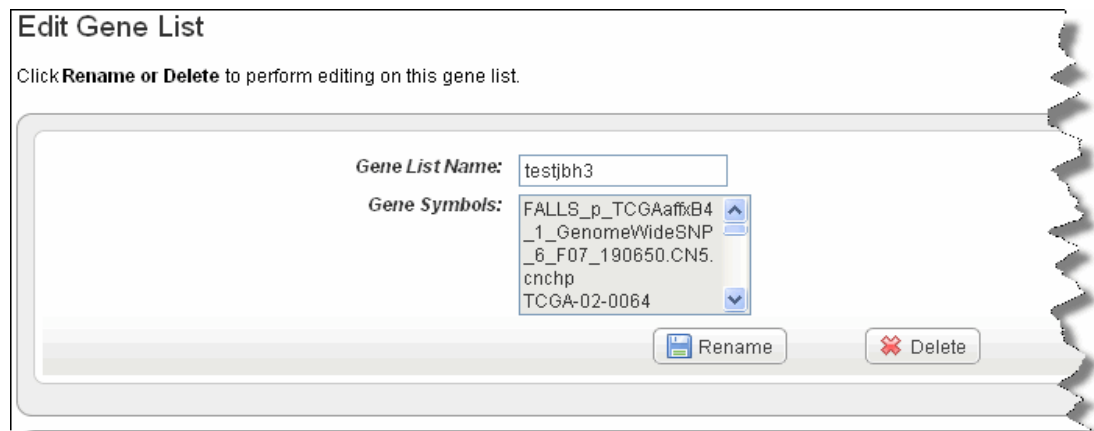 Edit Gene List
Click Rename or Delete to perform editing on this gene list.
Gene List Name: testjbh3
Gene Symbols: FALLS_p_TCGAaffxB4
_1_GenomeWideSNP
_6_F07_190650.CN5.
cnchp
TCGA-02-0064
Rename Delete